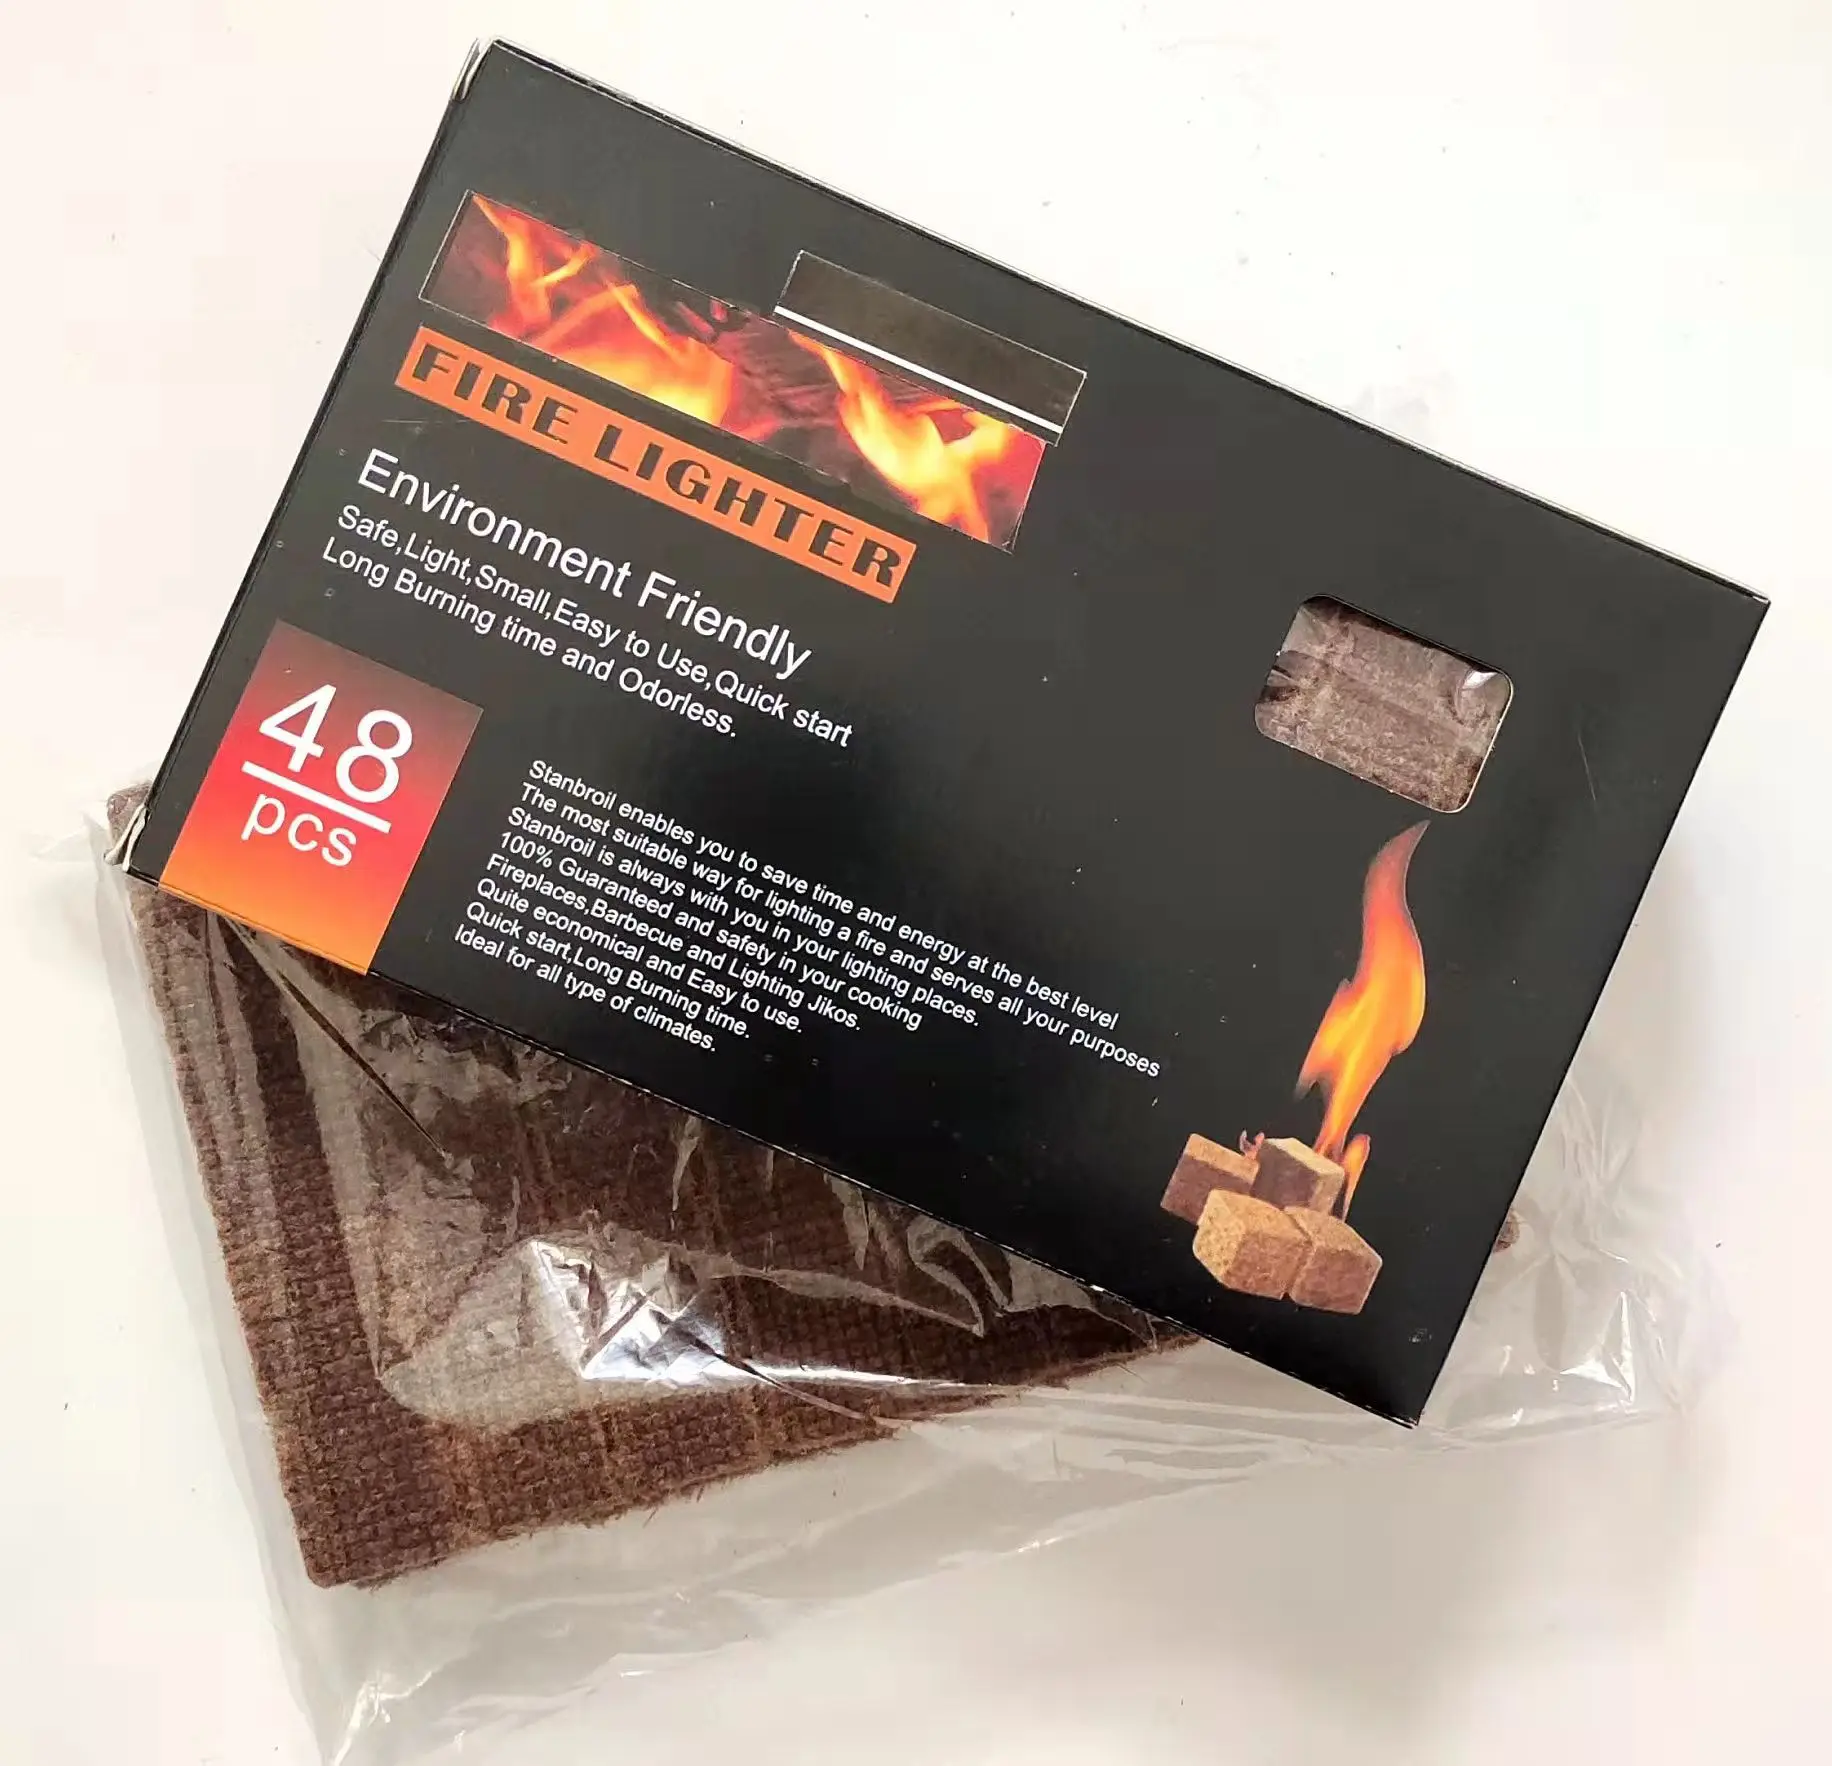 FIRE LIGHTER
Environment Friendly
Safe,Light,Small,Easy to Use,Quick start
Long Burning time and Odorless.
48
pcs
Stanbroil enables you to save time and energy at the best level
The most suitable way for lighting a fire and serves all your purposes
Stanbroil is always with you in your lighting places.
100% Guaranteed and safety in your cooking
Fireplaces,Barbecue and Lighting Jikos.
Quite economical and Easy to use.
Quick start,Long Burning time.
Ideal for all type of climates.